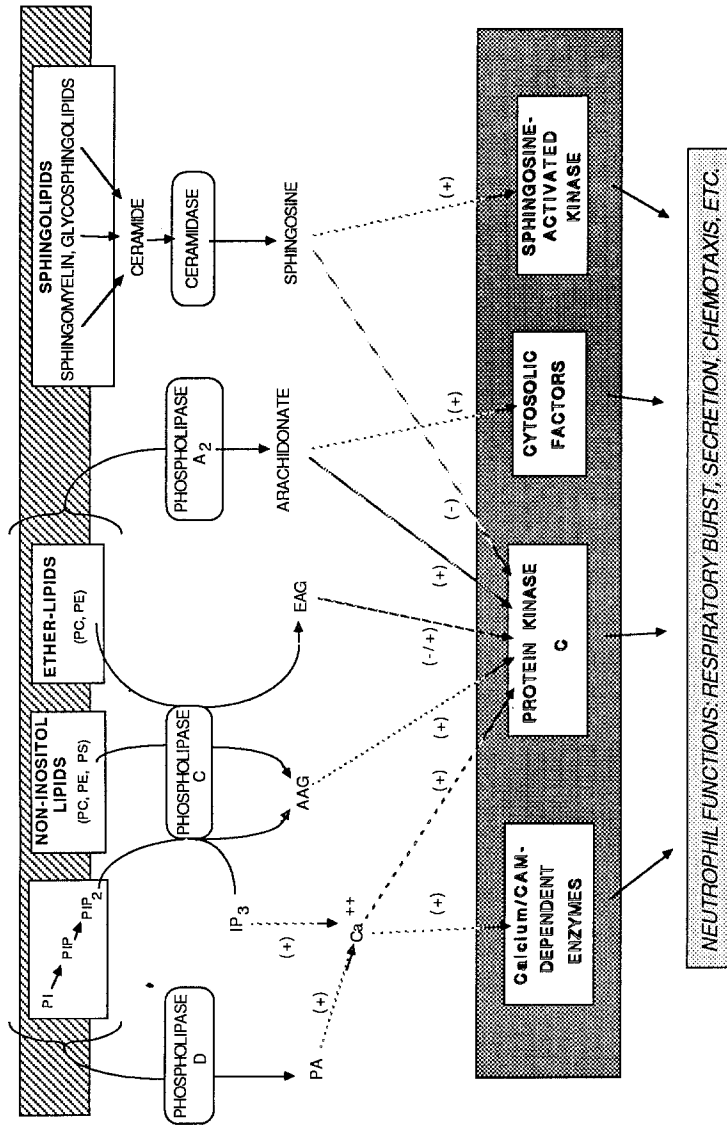 PI
PIP
PIP2
NON-INOSITOL
LIPIDS
(PC, PE, PS)
ETHER-LIPIDS
(PC, PE)
SPHINGOLIPIDS
SPHINGOMYELIN, GLYCOSPHINGOLIPIDS
CERAMIDE
PHOSPHOLIPASE
D
PHOSPHOLIPASE
C
PHOSPHOLIPASE
A2
CERAMIDASE
PA
IP3
AAG
EAG
ARACHIDONATE
SPHINGOSINE
(+)
(+)
Ca++
(+)
(+)
(+)
(-/+)
(+)
(-)
(+)
(+)
Calcium/CAM-
DEPENDENT
ENZYMES
PROTEIN KINASE
C
CYTOSOLIC
FACTORS
SPHINGOSINE-
ACTIVATED
KINASE
NEUTROPHIL FUNCTIONS: RESPIRATORY BURST, SECRETION, CHEMOTAXIS. ETC.